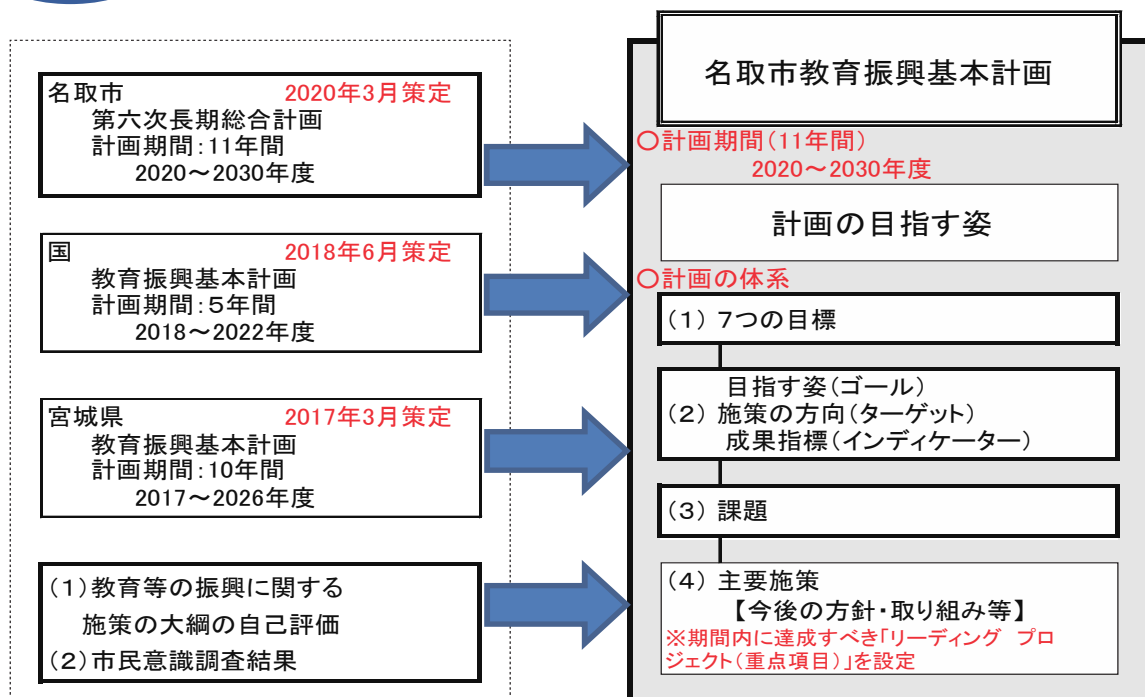 名取市 2020年3月策定
第六次長期総合計画
計画期間:11年間
2020~2030年度
国 2018年6月策定
教育振興基本計画
計画期間:5年間
2018~2022年度
宮城県 2017年3月策定
教育振興基本計画
計画期間:10年間
2017~2026年度
(1)教育等の振興に関する
施策の大綱の自己評価
(2)市民意識調査結果
名取市教育振興基本計画
○計画期間(11年間)
2020~2030年度
計画の目指す姿
○計画の体系
(1) 7つの目標
目指す姿(ゴール)
(2) 施策の方向(ターゲット)
成果指標(インディケーター)
(3) 課題
(4) 主要施策
【今後の方針・取り組み等】
※期間内に達成すべき「リーディング プロ
ジェクト(重点項目)」を設定